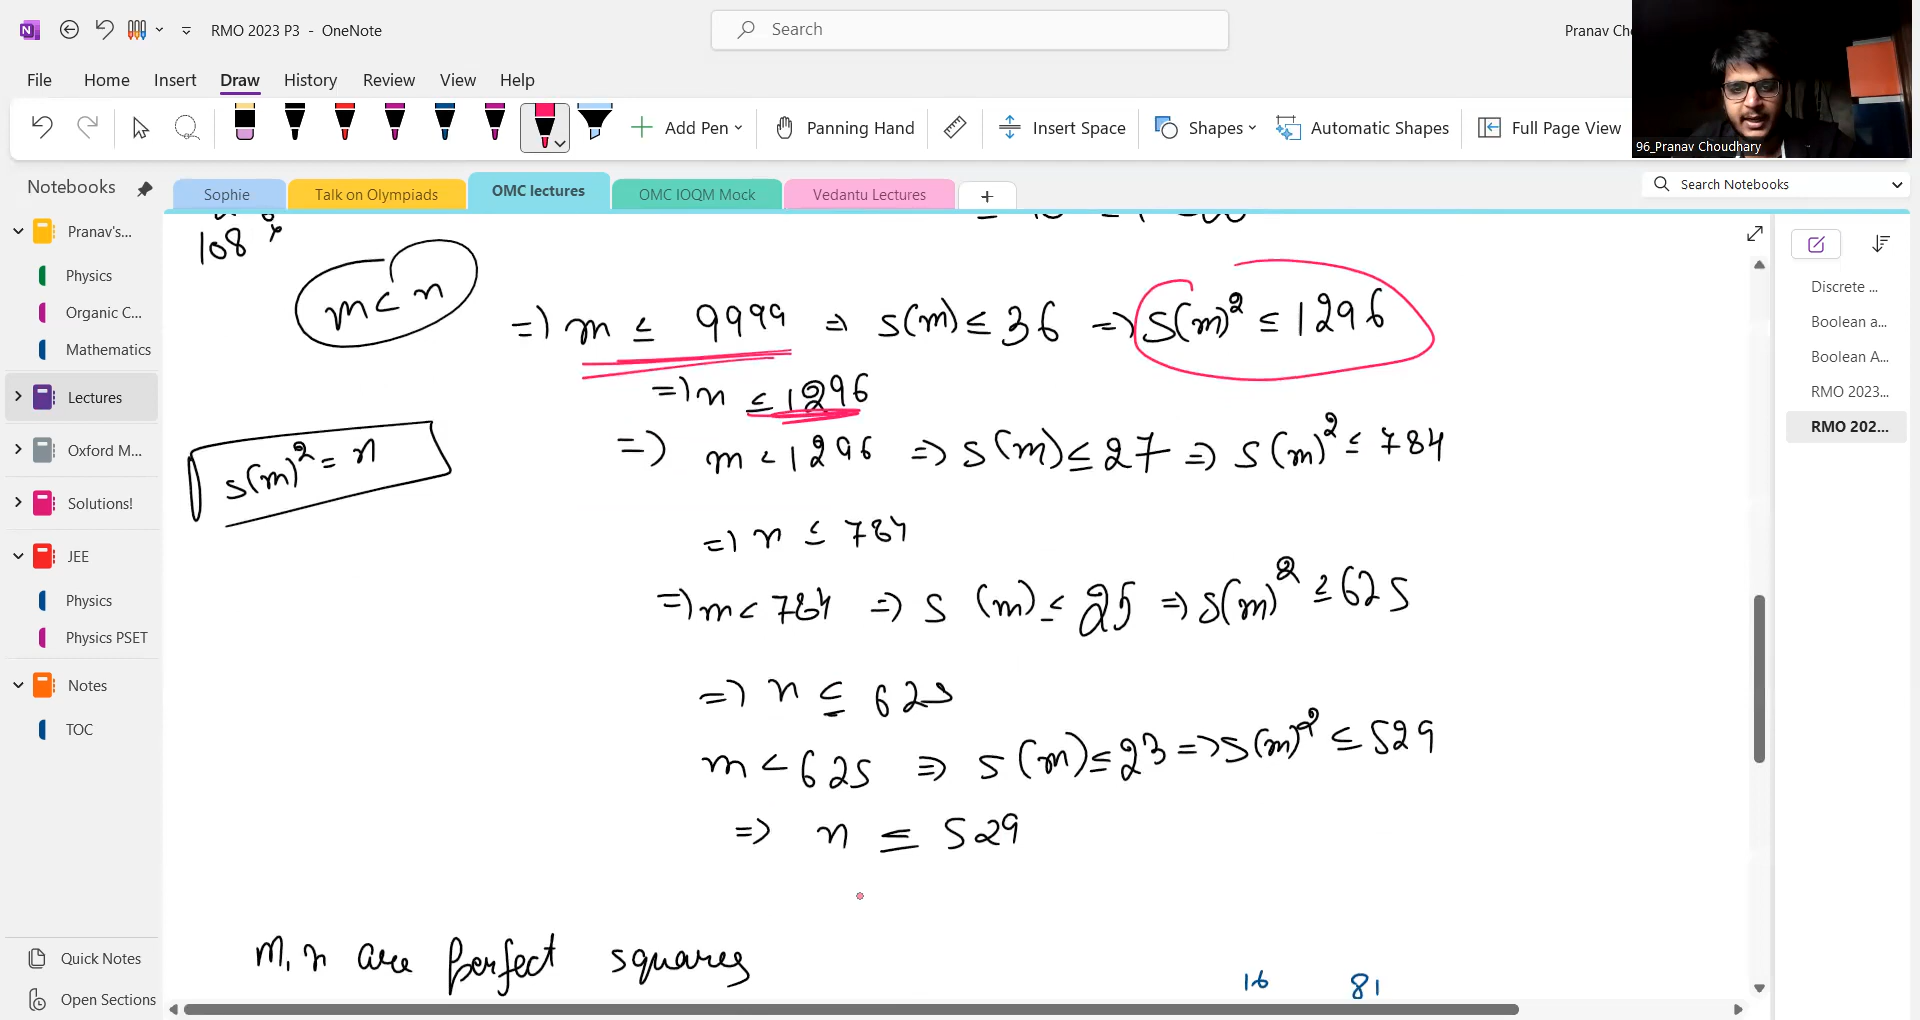 RMO 2023 P3 - OneNote
Search
Pranav Cho
File Home Insert Draw History Review View Help
Add Pen
Panning Hand
Insert Space
Shapes
Automatic Shapes
Full Page View
96_Pranav Choudhary
Notebooks
Sophie
Talk on Olympiads
OMC lectures
OMC IOQM Mock
Vedantu Lectures
+
Search Notebooks
Pranav's...
Physics
Organic C...
Mathematics
Lectures
Oxford M...
Solutions!
JEE
Physics
Physics PSET
Notes
TOC
Quick Notes
Open Sections
108
m < n
=) m ≤ 9999 => s(m) ≤ 36 =) s(m)² ≤ 1296
=) n ≤ 1296
=) m < 1296 => s(m) ≤ 27 => s(m)² ≤ 784
s(m)² = n
=) n ≤ 784
=) m < 784 => s(m) ≤ 25 => s(m)² ≤ 625
=) n ≤ 625
m < 625 => s(m) ≤ 23 => s(m)² ≤ 529
=> n ≤ 529
M, n are perfect squares
16 81
Discrete ...
Boolean a...
Boolean A...
RMO 2023...
RMO 202...